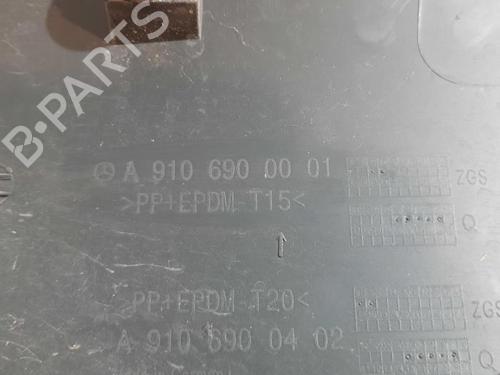 B-PARTS
A 910 690 00 01 ZGS
>PP+EPDM-T15< Q
>PP+EPDM-T20< ZGS
A 910 690 04 02 Q